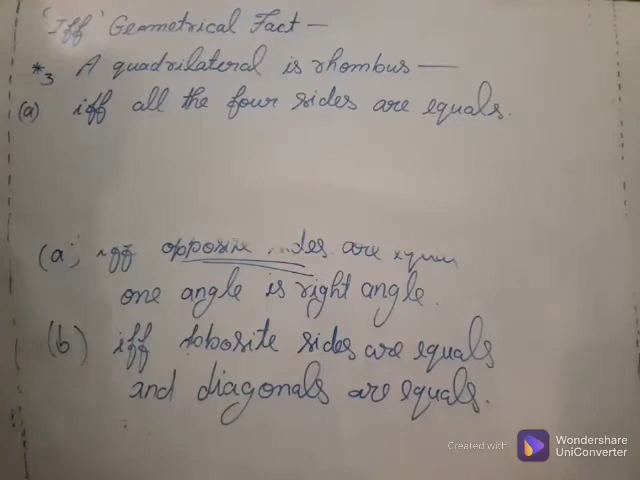 'Iff' Geometrical Fact —
*3 A quadrilateral is rhombus —
(a) iff all the four sides are equals.
(a) iff opposite sides are equal
one angle is right angle.
(b) iff opposite sides are equals
and diagonals are equals.
Created with Wondershare
UniConverter